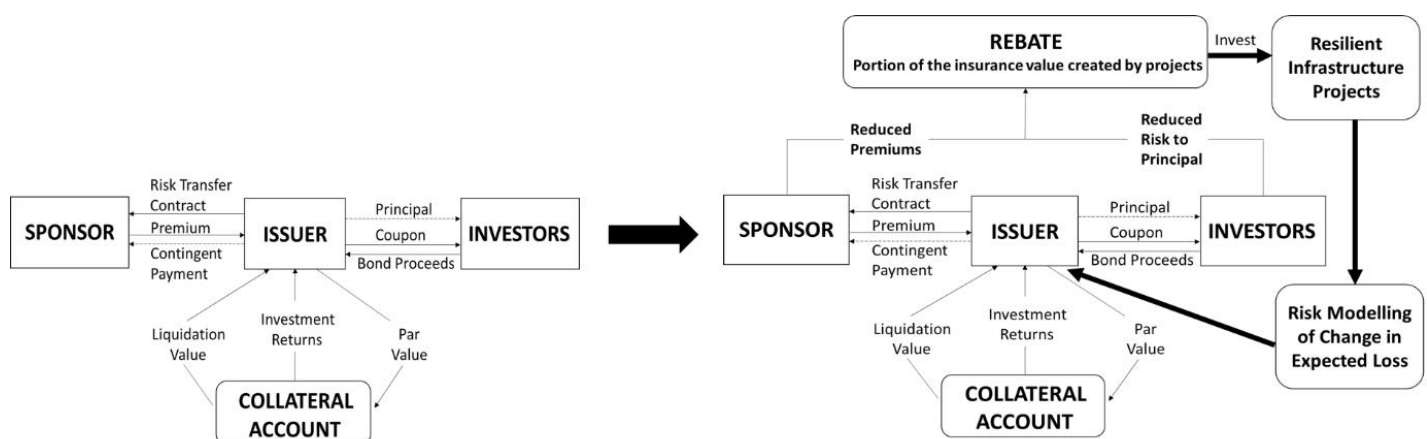 Risk Transfer
Contract
Premium
Contingent
Payment
SPONSOR
ISSUER
Principal
Coupon
Bond Proceeds
INVESTORS
Liquidation
Value
Investment
Returns
Par
Value
COLLATERAL
ACCOUNT
REBATE
Portion of the insurance value created by projects
Invest
Resilient
Infrastructure
Projects
Reduced
Premiums
Reduced
Risk to
Principal
Risk Transfer
Contract
Premium
Contingent
Payment
SPONSOR
ISSUER
Principal
Coupon
Bond Proceeds
INVESTORS
Liquidation
Value
Investment
Returns
Par
Value
Risk Modelling
of Change in
Expected Loss
COLLATERAL
ACCOUNT